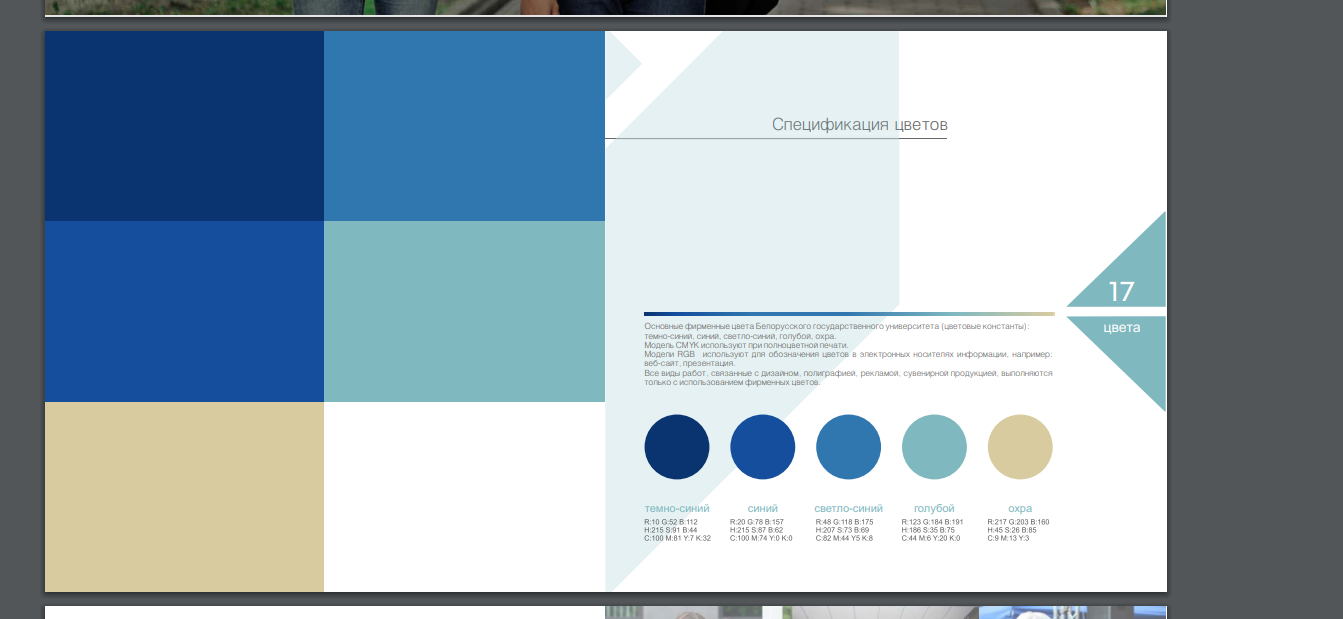 Спецификация цветов
17
цвета
Основные фирменные цвета Белорусского государственного университета (цветовые константы):
темно-синий, синий, светло-синий, голубой, охра.
Модель CMYK используют при полноцветной печати.
Модели RGB используют для обозначения цветов в электронных носителях информации, например:
веб-сайт, презентация.
Все виды работ, связанные с дизайном, полиграфией, рекламой, сувенирной продукцией, выполняются
только с использованием фирменных цветов.
темно-синий
R:10 G:52 B:112
H:215 S:91 B:44
C:100 M:81 Y:7 K:32
синий
R:20 G:78 B:157
H:215 S:87 B:62
C:100 M:74 Y:0 K:0
светло-синий
R:48 G:118 B:175
H:207 S:73 B:69
C:82 M:44 Y5 K:8
голубой
R:123 G:184 B:191
H:186 S:35 B:75
C:44 M:6 Y:20 K:0
охра
R:217 G:203 B:160
H:45 S:26 B:85
C:9 M:13 Y:3